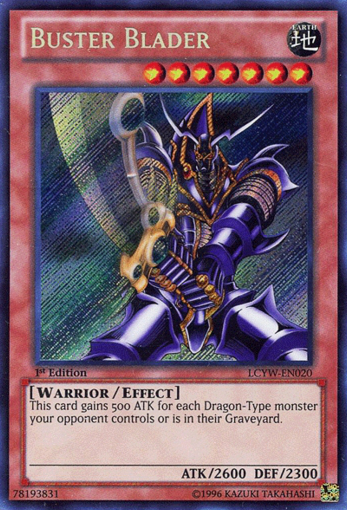 BUSTER BLADER
EARTH
地
1st Edition
LCYW-EN020
[WARRIOR/EFFECT]
This card gains 500 ATK for each Dragon-Type monster
your opponent controls or is in their Graveyard.
ATK/2600 DEF/2300
78193831
©1996 KAZUKI TAKAHASHI